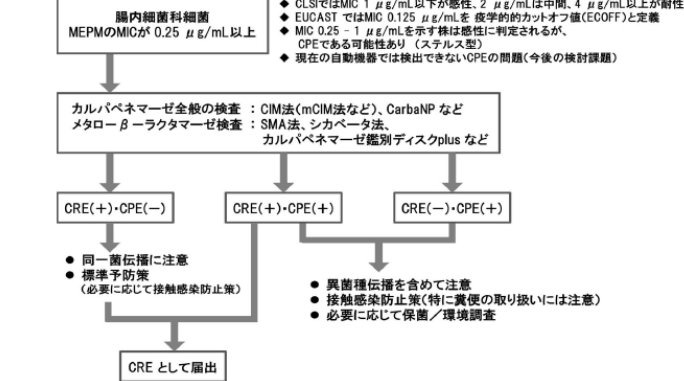 腸内細菌科細菌
MEPMのMICが 0.25 μg/mL以上
◆ CLSIではMIC 1 μg/mL以下が感性、2 μg/mLは中間、4 μg/mL以上が耐性
◆ EUCAST ではMIC 0.125 μg/mLを 疫学的的カットオフ値(ECOFF)と定義
◆ MIC 0.25 - 1 μg/mLを示す株は感性に判定されるが、
CPEである可能性あり (ステルス型)
◆ 現在の自動機器では検出できないCPEの問題(今後の検討課題)
カルバペネマーゼ全般の検査 : CIM法(mCIM法など)、CarbaNP など
メタローβーラクタマーゼ検査 : SMA法、シカベータ法、
カルバペネマーゼ鑑別ディスクplus など
CRE(+)・CPE(-)
CRE(+)・CPE(+)
CRE(-)・CPE(+)
● 同一菌伝播に注意
● 標準予防策
(必要に応じて接触感染防止策)
● 異菌種伝播を含めて注意
● 接触感染防止策(特に糞便の取り扱いには注意)
● 必要に応じて保菌/環境調査
CRE として届出